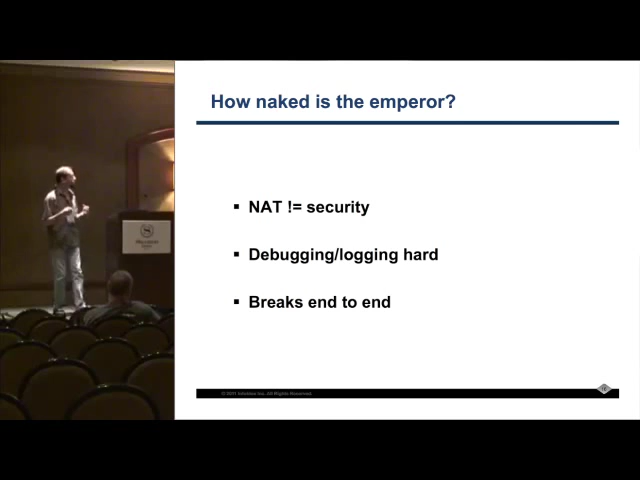 How naked is the emperor?
NAT != security
Debugging/logging hard
Breaks end to end